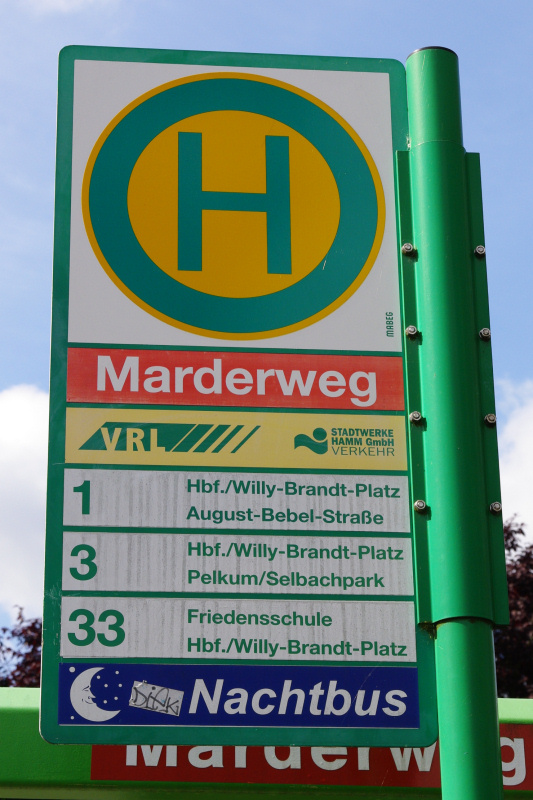 H
MABEG
Marderweg
VRL
STADTWERKE
HAMM GmbH
VERKEHR
1
Hbf./Willy-Brandt-Platz
August-Bebel-Straße
3
Hbf./Willy-Brandt-Platz
Pelkum/Selbachpark
33
Friedensschule
Hbf./Willy-Brandt-Platz
Nachtbus
Marderweg